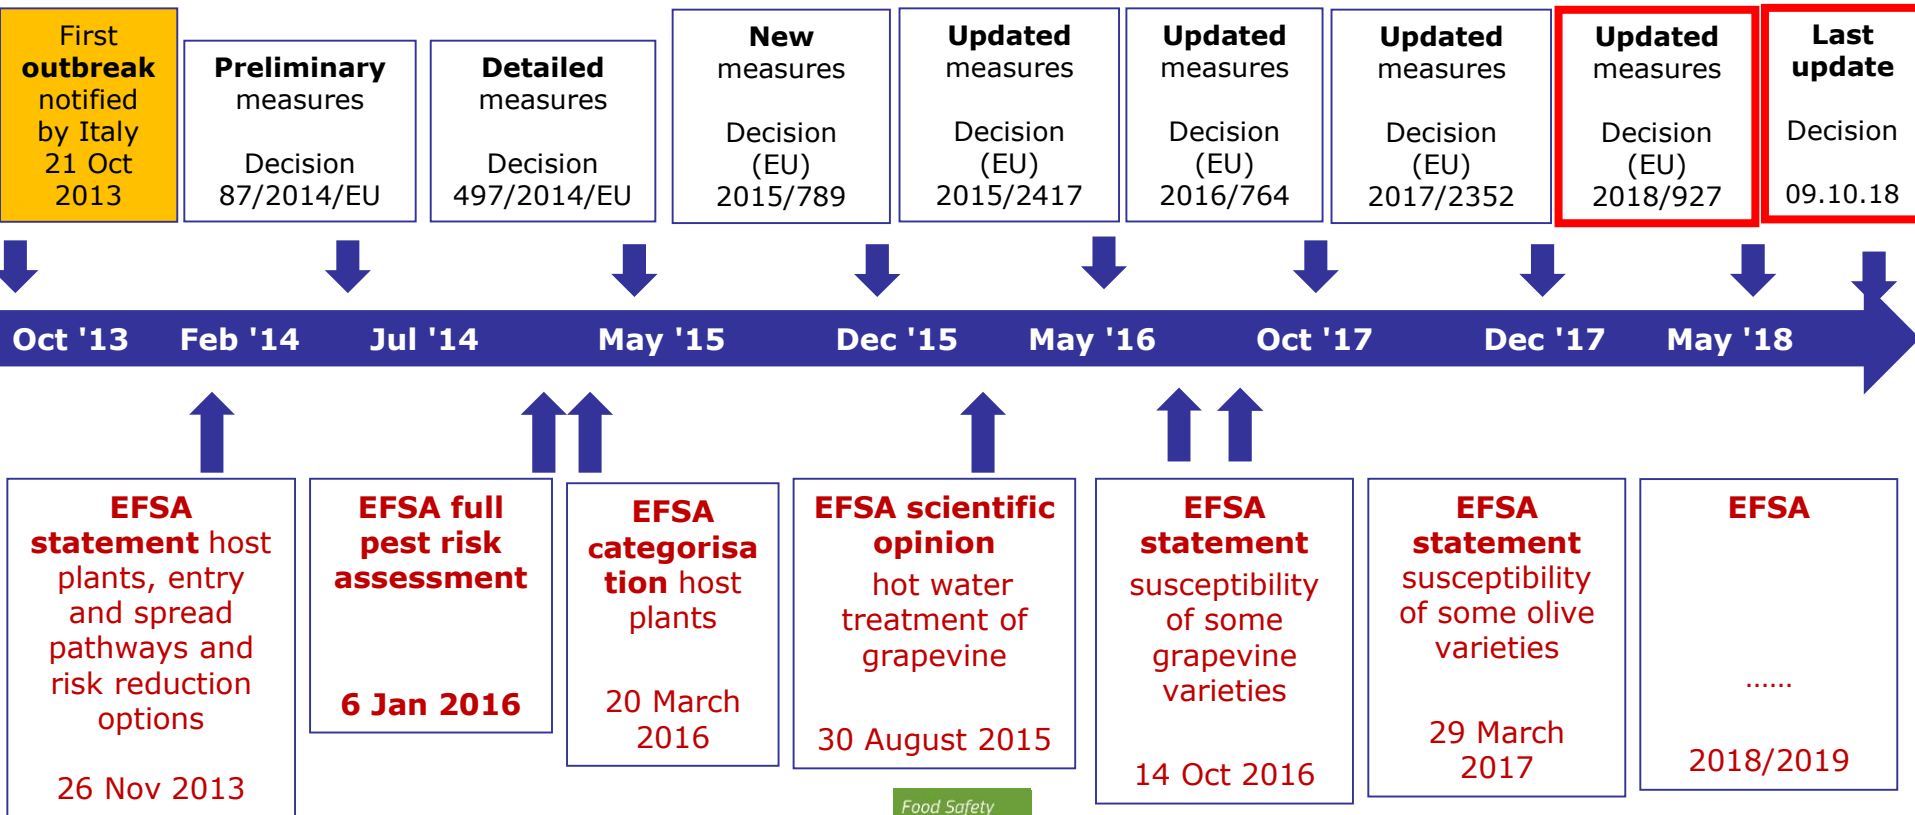 First
outbreak
notified
by Italy
21 Oct
2013
Preliminary
measures
Decision
87/2014/EU
Detailed
measures
Decision
497/2014/EU
New
measures
Decision
(EU)
2015/789
Updated
measures
Decision
(EU)
2015/2417
Updated
measures
Decision
(EU)
2016/764
Updated
measures
Decision
(EU)
2017/2352
Updated
measures
Decision
(EU)
2018/927
Last
update
Decision
09.10.18
Oct '13 Feb '14 Jul '14 May '15 Dec '15 May '16 Oct '17 Dec '17 May '18
EFSA
statement host
plants, entry
and spread
pathways and
risk reduction
options
26 Nov 2013
EFSA full
pest risk
assessment
6 Jan 2016
EFSA
categorisa
tion host
plants
20 March
2016
EFSA scientific
opinion
hot water
treatment of
grapevine
30 August 2015
EFSA
statement
susceptibility
of some
grapevine
varieties
14 Oct 2016
EFSA
statement
susceptibility
of some olive
varieties
29 March
2017
EFSA
......
2018/2019
Food Safety